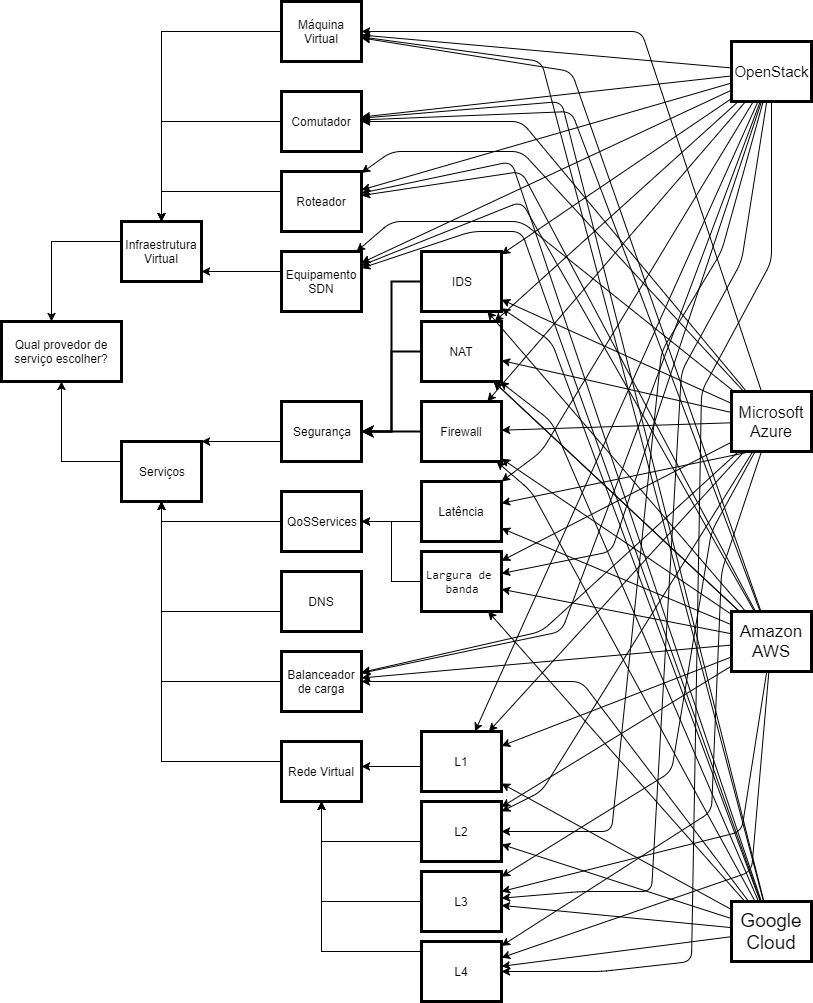 Máquina
Virtual
OpenStack
Comutador
Roteador
Infraestrutura
Virtual
Equipamento
SDN
IDS
Qual provedor de
serviço escolher?
NAT
Microsoft
Azure
Segurança
Firewall
Serviços
QoSServices
Latência
Largura de
banda
DNS
Amazon
AWS
Balanceador
de carga
Rede Virtual
L1
L2
L3
Google
Cloud
L4